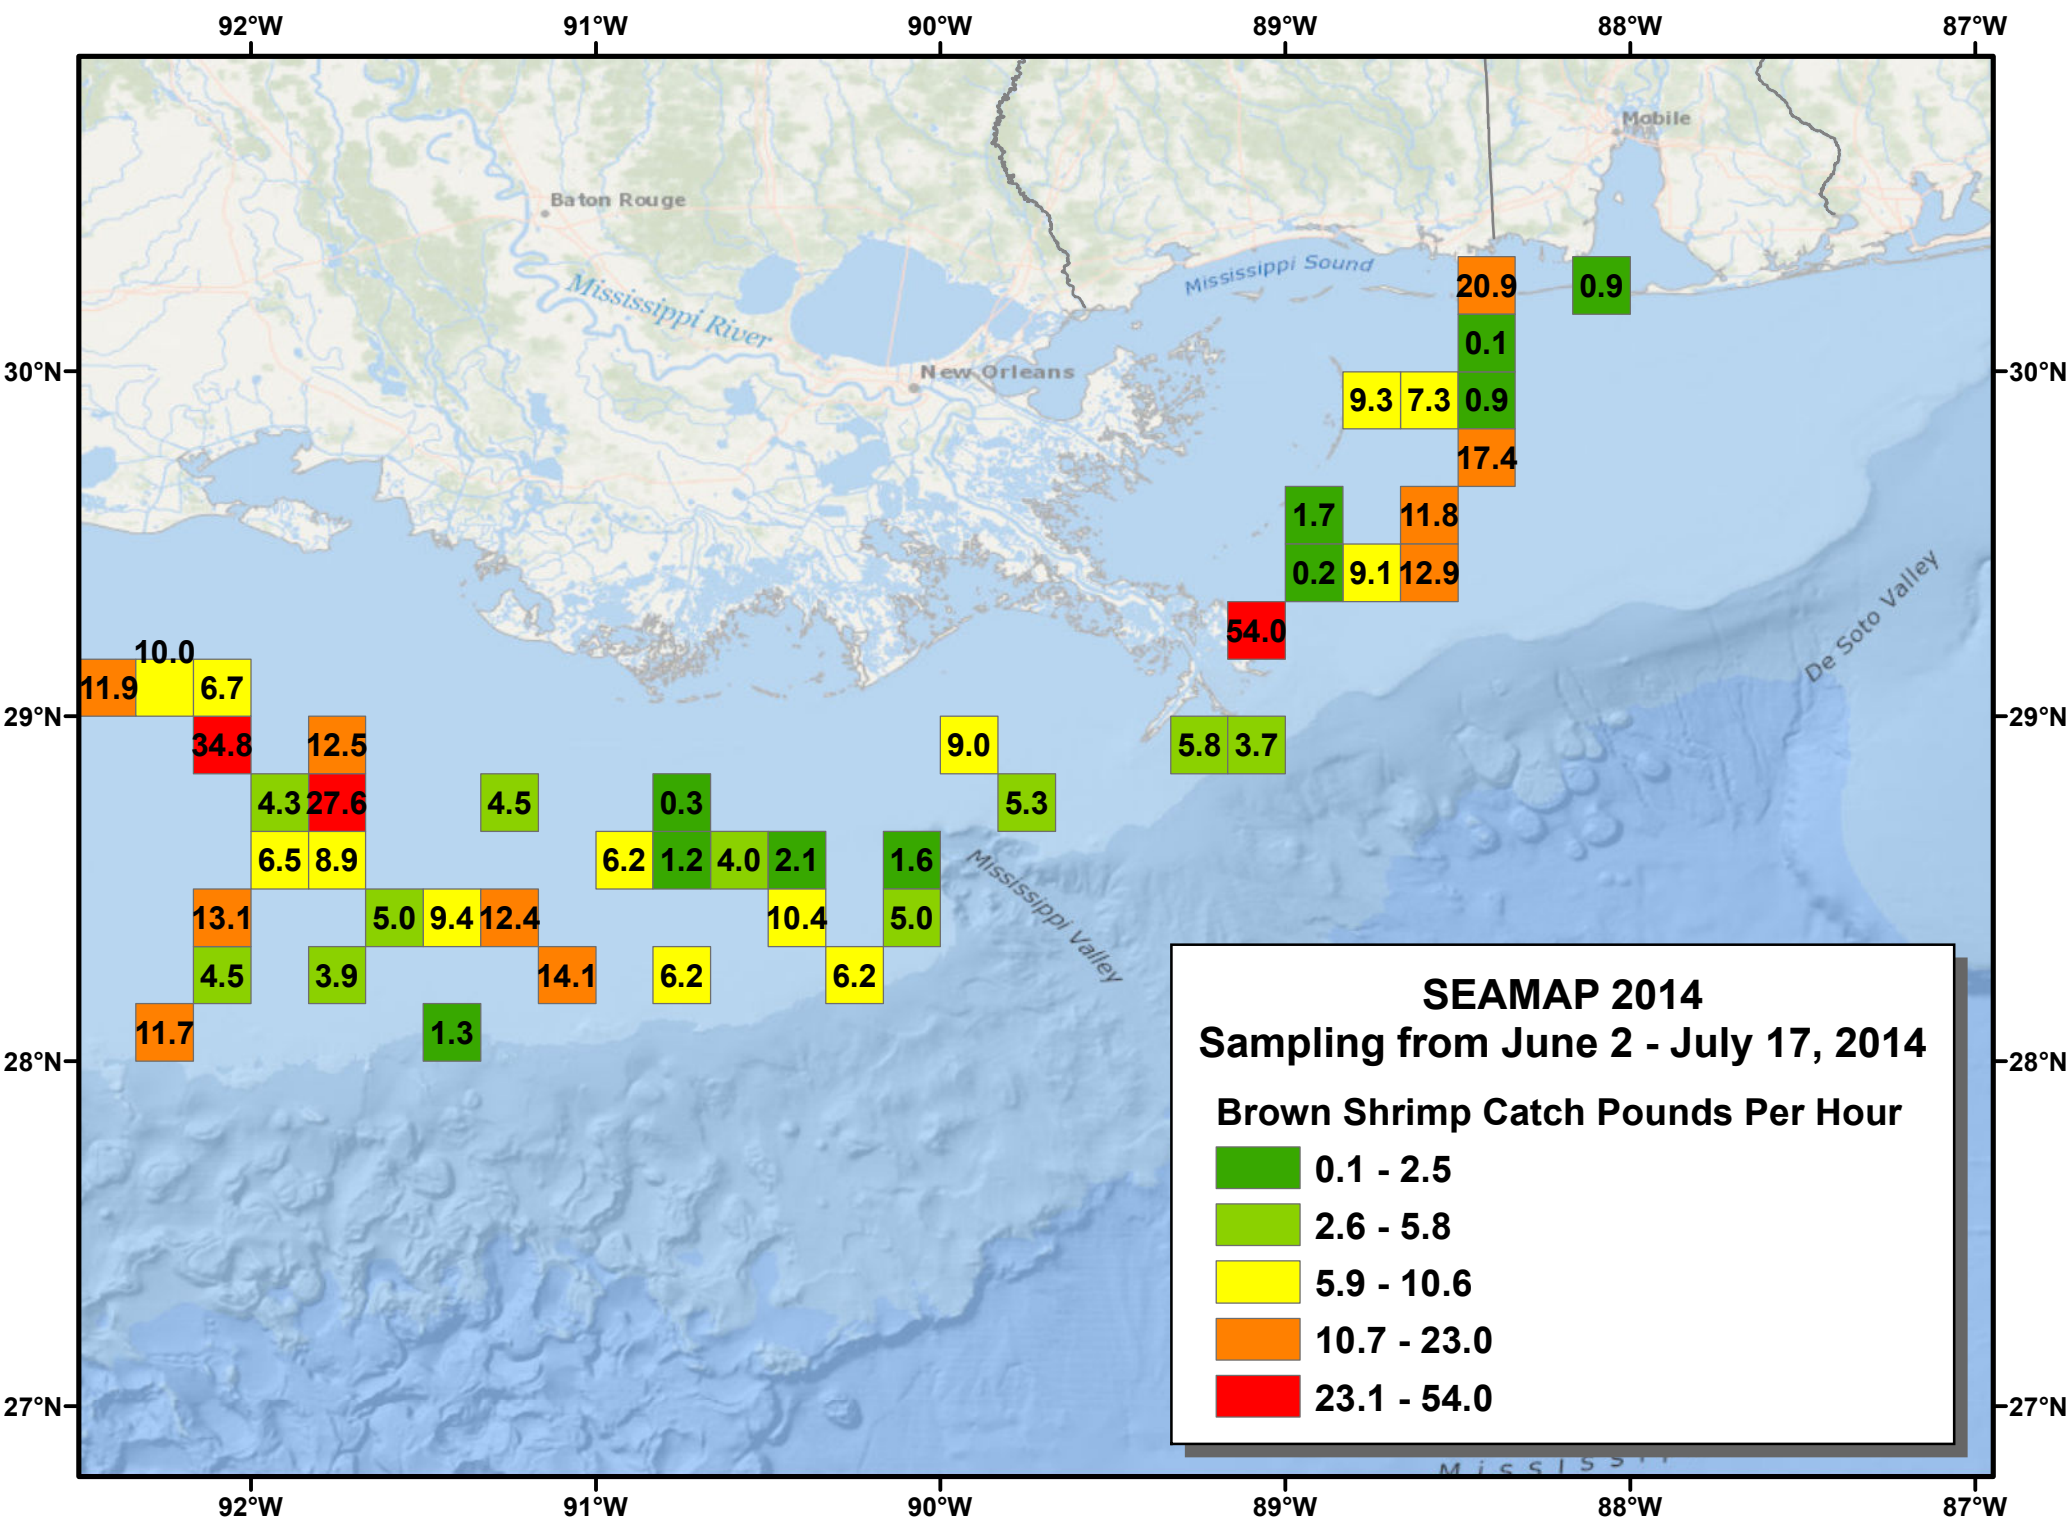 92°W 91°W 90°W 89°W 88°W 87°W
Mobile
Baton Rouge
Mississippi Sound
20.9 0.9
Mississippi River
0.1
30°N New Orleans 30°N
9.3 7.3 0.9
17.4
1.7 11.8
0.2 9.1 12.9
De Soto Valley
54.0
10.0
11.9 6.7
29°N 29°N
34.8 12.5 9.0 5.8 3.7
4.3 27.6 4.5 0.3 5.3
6.5 8.9 6.2 1.2 4.0 2.1 1.6
Mississippi Valley
13.1 5.0 9.4 12.4 10.4 5.0
4.5 3.9 14.1 6.2 6.2
11.7 1.3
28°N 28°N
SEAMAP 2014
Sampling from June 2 - July 17, 2014
Brown Shrimp Catch Pounds Per Hour
0.1 - 2.5
2.6 - 5.8
5.9 - 10.6
10.7 - 23.0
23.1 - 54.0
27°N 27°N
92°W 91°W 90°W 89°W 88°W 87°W